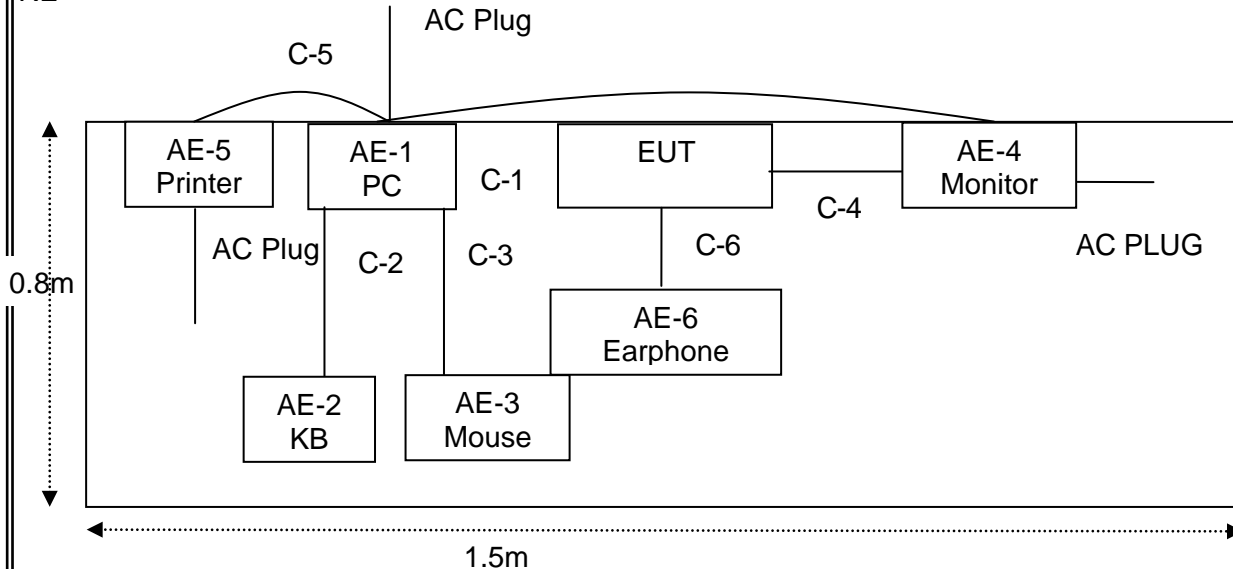 AC Plug
C-5
AE-5
Printer
AE-1
PC
C-1
EUT
C-4
AE-4
Monitor
AC Plug
C-2
C-3
C-6
AC PLUG
0.8m
AE-6
Earphone
AE-2
KB
AE-3
Mouse
1.5m